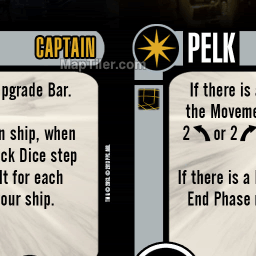 CAPTAIN
pgrade Bar.
n ship, when
ck Dice step
lt for each
our ship.
PELK
If there is a
the Moveme
2 or 2
If there is a
End Phase
MapTiler.com